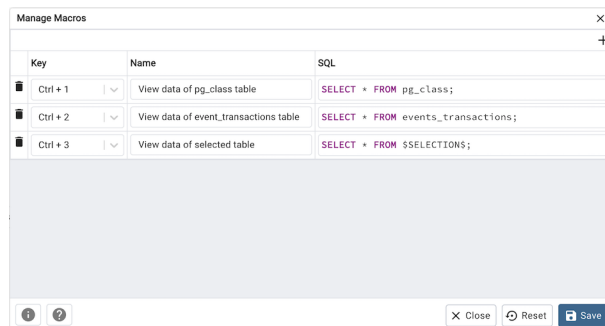 Manage Macros
Key Name SQL
Ctrl + 1 View data of pg_class table SELECT * FROM pg_class;
Ctrl + 2 View data of event_transactions table SELECT * FROM events_transactions;
Ctrl + 3 View data of selected table SELECT * FROM $SELECTION$;
Close Reset Save